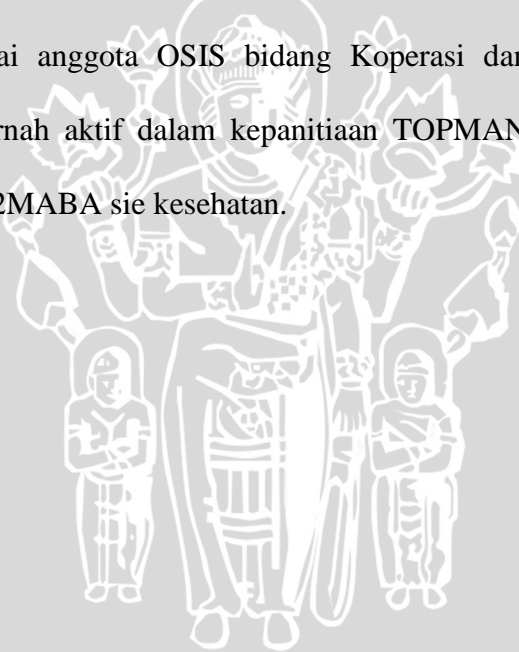 ai anggota OSIS bidang Koperasi dan
rnah aktif dalam kepanitiaan TOPMAN
2MABA sie kesehatan.